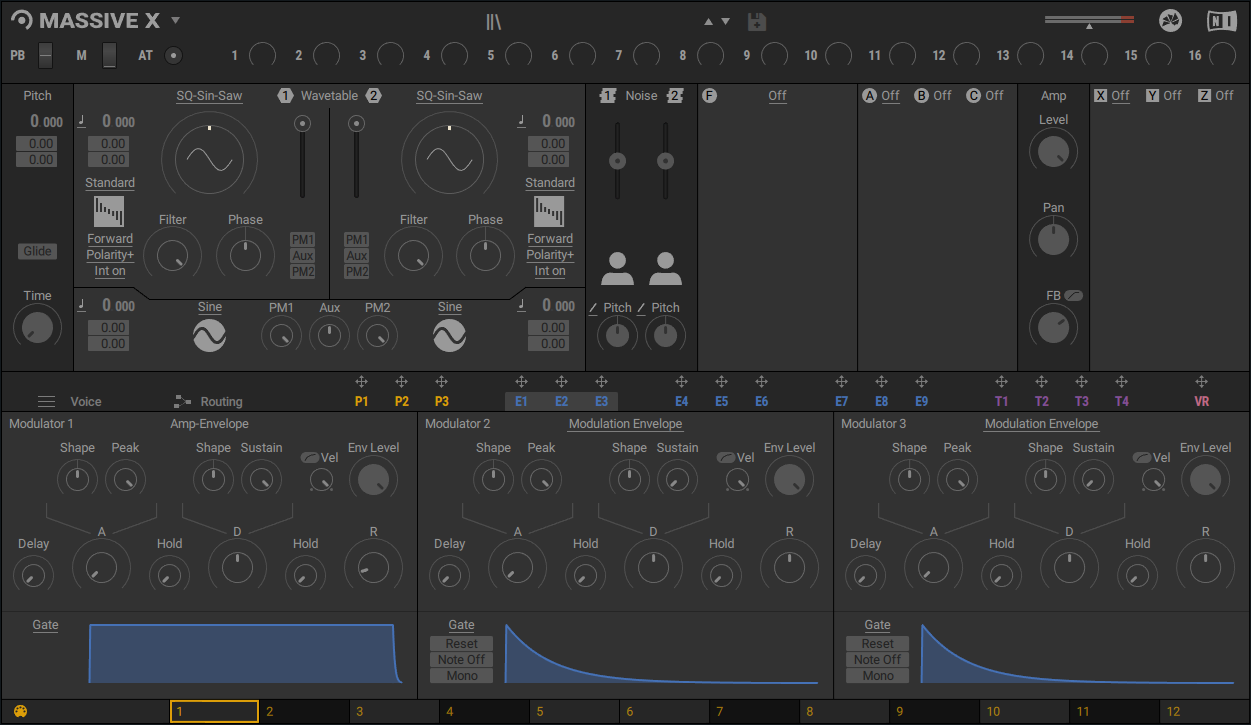 MASSIVE X
NI
PB M AT 1 2 3 4 5 6 7 8 9 10 11 12 13 14 15 16
Pitch SQ-Sin-Saw 1 Wavetable 2 SQ-Sin-Saw 1 Noise 2 F Off A Off B Off C Off Amp X Off Y Off Z Off
0 000 0 000 0 000 Level
0.00 0.00 0.00
0.00 0.00 0.00
Standard Standard
Pan
Filter Phase Filter Phase
Forward PM1 PM1 Forward
Glide Polarity+ Aux Aux Polarity+
Int on PM2 PM2 Int on
Time FB
0 000 Sine PM1 Aux PM2 Sine 0 000 Pitch Pitch
0.00 0.00
0.00 0.00
Voice Routing P1 P2 P3 E1 E2 E3 E4 E5 E6 E7 E8 E9 T1 T2 T3 T4 VR
Modulator 1 Amp-Envelope Modulator 2 Modulation Envelope Modulator 3 Modulation Envelope
Shape Peak Shape Sustain Vel Env Level Shape Peak Shape Sustain Vel Env Level Shape Peak Shape Sustain Vel Env Level
A D R A D R A D R
Delay Hold Hold Delay Hold Hold Delay Hold Hold
Gate Gate Gate
Reset Reset
Note Off Note Off
Mono Mono
1 2 3 4 5 6 7 8 9 10 11 12